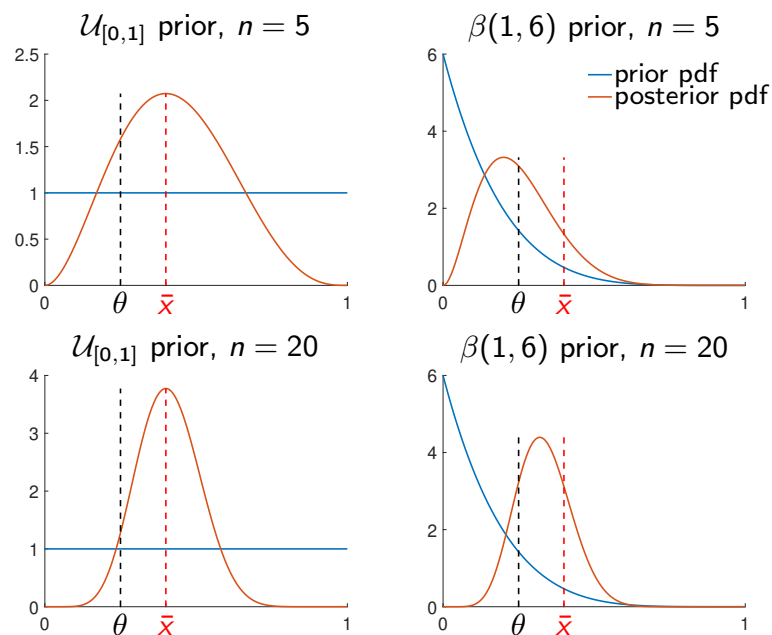 𝒰[0,1] prior, n = 5
2.5
2
1.5
1
0.5
0
0 θ x̄ 1
β(1, 6) prior, n = 5
6
prior pdf
posterior pdf
4
2
0
0 θ x̄ 1
𝒰[0,1] prior, n = 20
4
3
2
1
0
0 θ x̄ 1
β(1, 6) prior, n = 20
6
4
2
0
0 θ x̄ 1